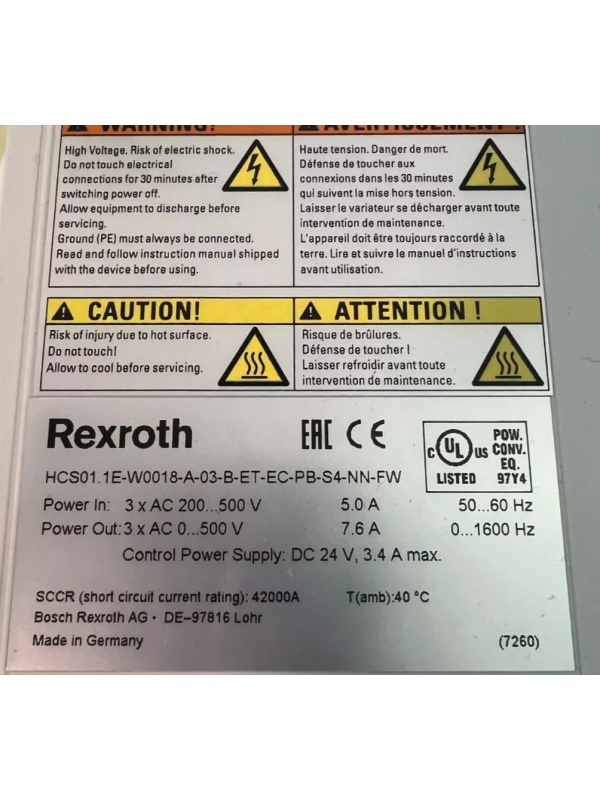 WARNING!
High Voltage. Risk of electric shock.
Do not touch electrical
connections for 30 minutes after
switching power off.
Allow equipment to discharge before
servicing.
Ground (PE) must always be connected.
Read and follow instruction manual shipped
with the device before using.
AVERTISSEMENT !
Haute tension. Danger de mort.
Défense de toucher aux
connexions dans les 30 minutes
qui suivent la mise hors tension.
Laisser le variateur se décharger avant toute
intervention de maintenance.
L'appareil doit être toujours raccordé à la
terre. Lire et suivre le manuel d'instructions
avant utilisation.
CAUTION!
Risk of injury due to hot surface.
Do not touch!
Allow to cool before servicing.
ATTENTION !
Risque de brûlures.
Défense de toucher !
Laisser refroidir avant toute
intervention de maintenance.
Rexroth
EAC CE
C UL US
LISTED
POW.
CONV.
EQ.
97Y4
HCS01.1E-W0018-A-03-B-ET-EC-PB-S4-NN-FW
Power In: 3 x AC 200...500 V 5.0 A 50...60 Hz
Power Out: 3 x AC 0...500 V 7.6 A 0...1600 Hz
Control Power Supply: DC 24 V, 3.4 A max.
SCCR (short circuit current rating): 42000A T(amb):40 °C
Bosch Rexroth AG · DE-97816 Lohr
Made in Germany (7260)